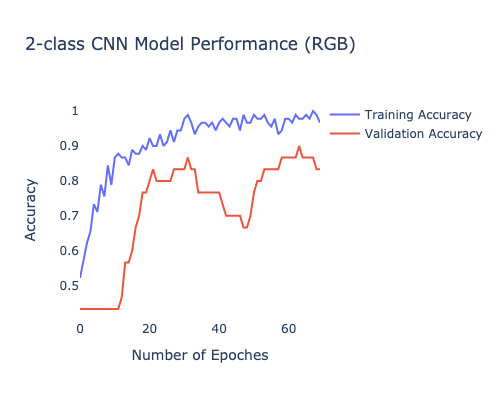 2-class CNN Model Performance (RGB)
1
0.9
0.8
0.7
0.6
0.5
0 20 40 60
Accuracy
Number of Epoches
Training Accuracy
Validation Accuracy